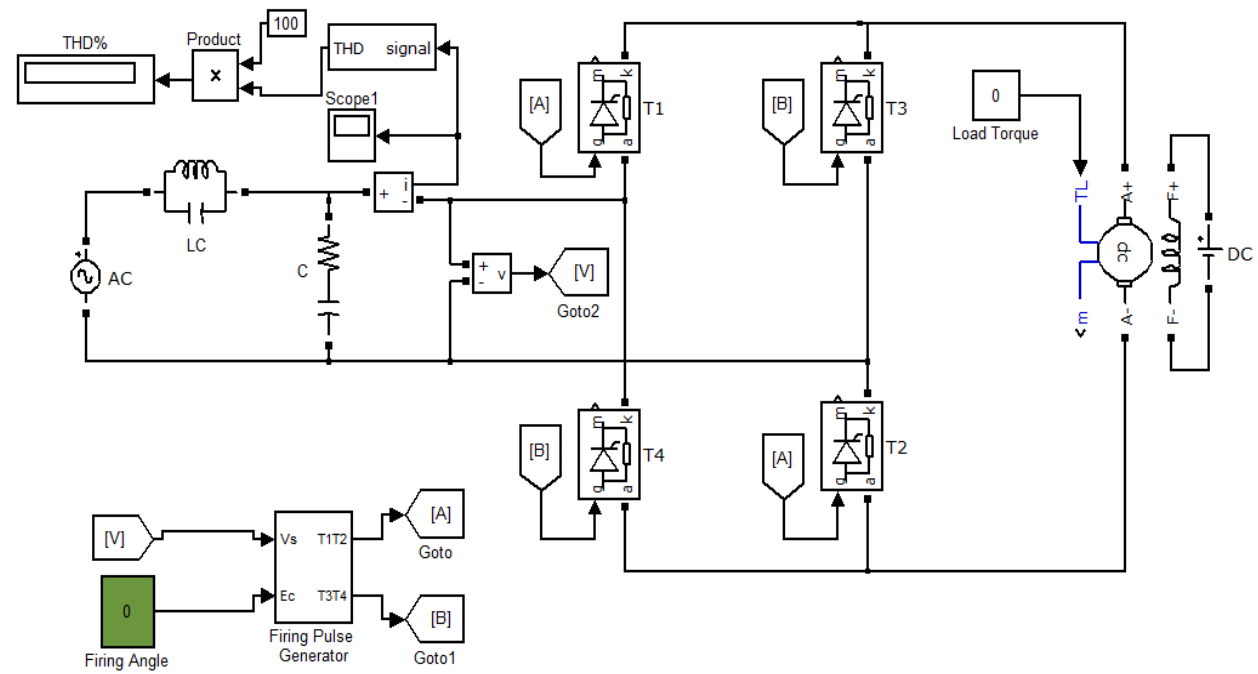 THD%
Product
100
×
THD signal
Scope1
[A]
m k
g a
T1
[B]
m k
g a
T3
0
Load Torque
TL
A+
F+
dc
m
A-
F-
DC
+ i
-
LC
AC
C
+
-
v
[V]
Goto2
[B]
m k
g a
T4
[A]
m k
g a
T2
[V]
0
Firing Angle
Vs T1T2
Ec T3T4
Firing Pulse
Generator
[A]
Goto
[B]
Goto1